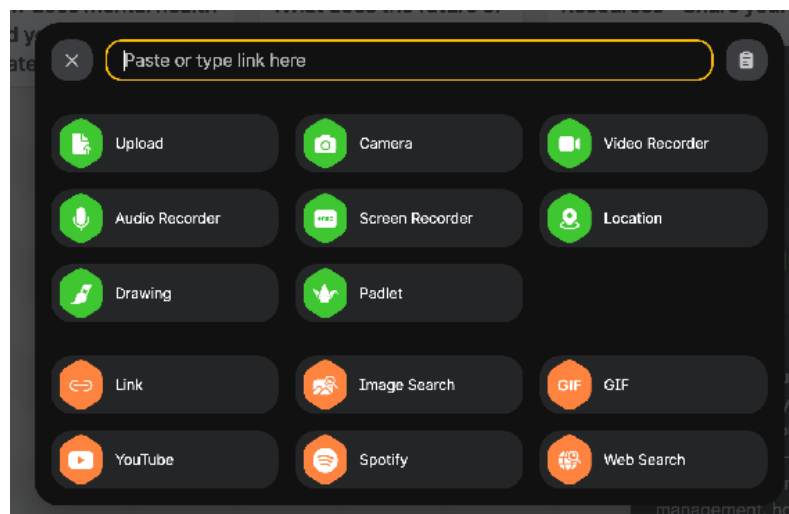 Paste or type link here
Upload
Camera
Video Recorder
Audio Recorder
Screen Recorder
Location
Drawing
Padlet
Link
Image Search
GIF GIF
YouTube
Spotify
Web Search